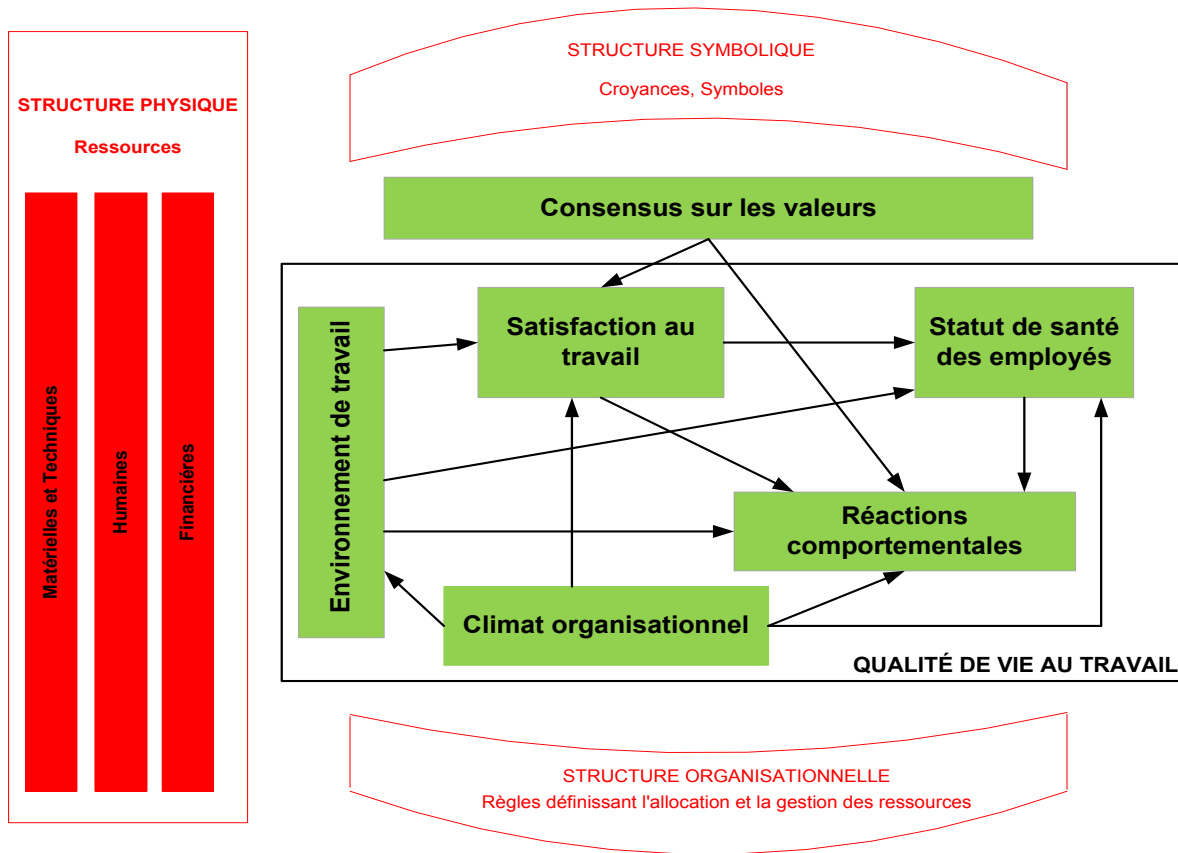 STRUCTURE PHYSIQUE
Ressources
Matérielles et Techniques
Humaines
Financiéres
STRUCTURE SYMBOLIQUE
Croyances, Symboles
Consensus sur les valeurs
Environnement de travail
Satisfaction au
travail
Statut de santé
des employés
Réactions
comportementales
Climat organisationnel
QUALITÉ DE VIE AU TRAVAIL
STRUCTURE ORGANISATIONNELLE
Règles définissant l'allocation et la gestion des ressources